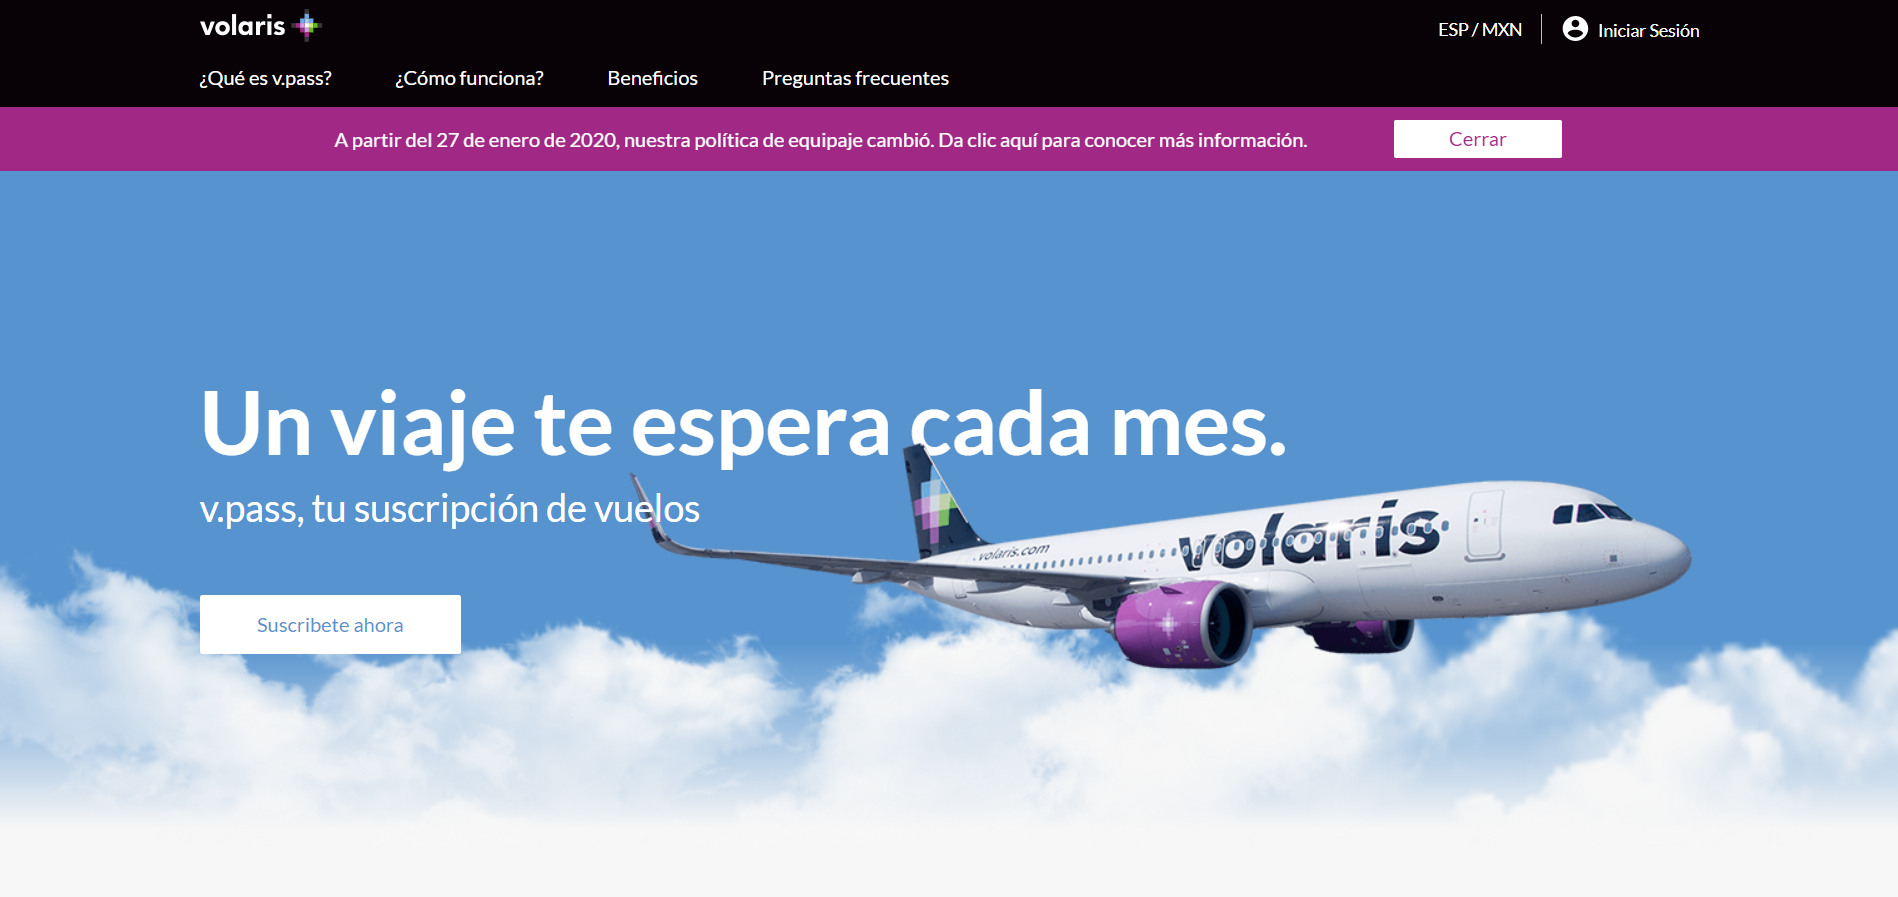 volaris
ESP / MXN
Iniciar Sesión
¿Qué es v.pass?
¿Cómo funciona?
Beneficios
Preguntas frecuentes
A partir del 27 de enero de 2020, nuestra política de equipaje cambió. Da clic aquí para conocer más información.
Cerrar
Un viaje te espera cada mes.
v.pass, tu suscripción de vuelos
volaris
volaris.com
Suscribete ahora